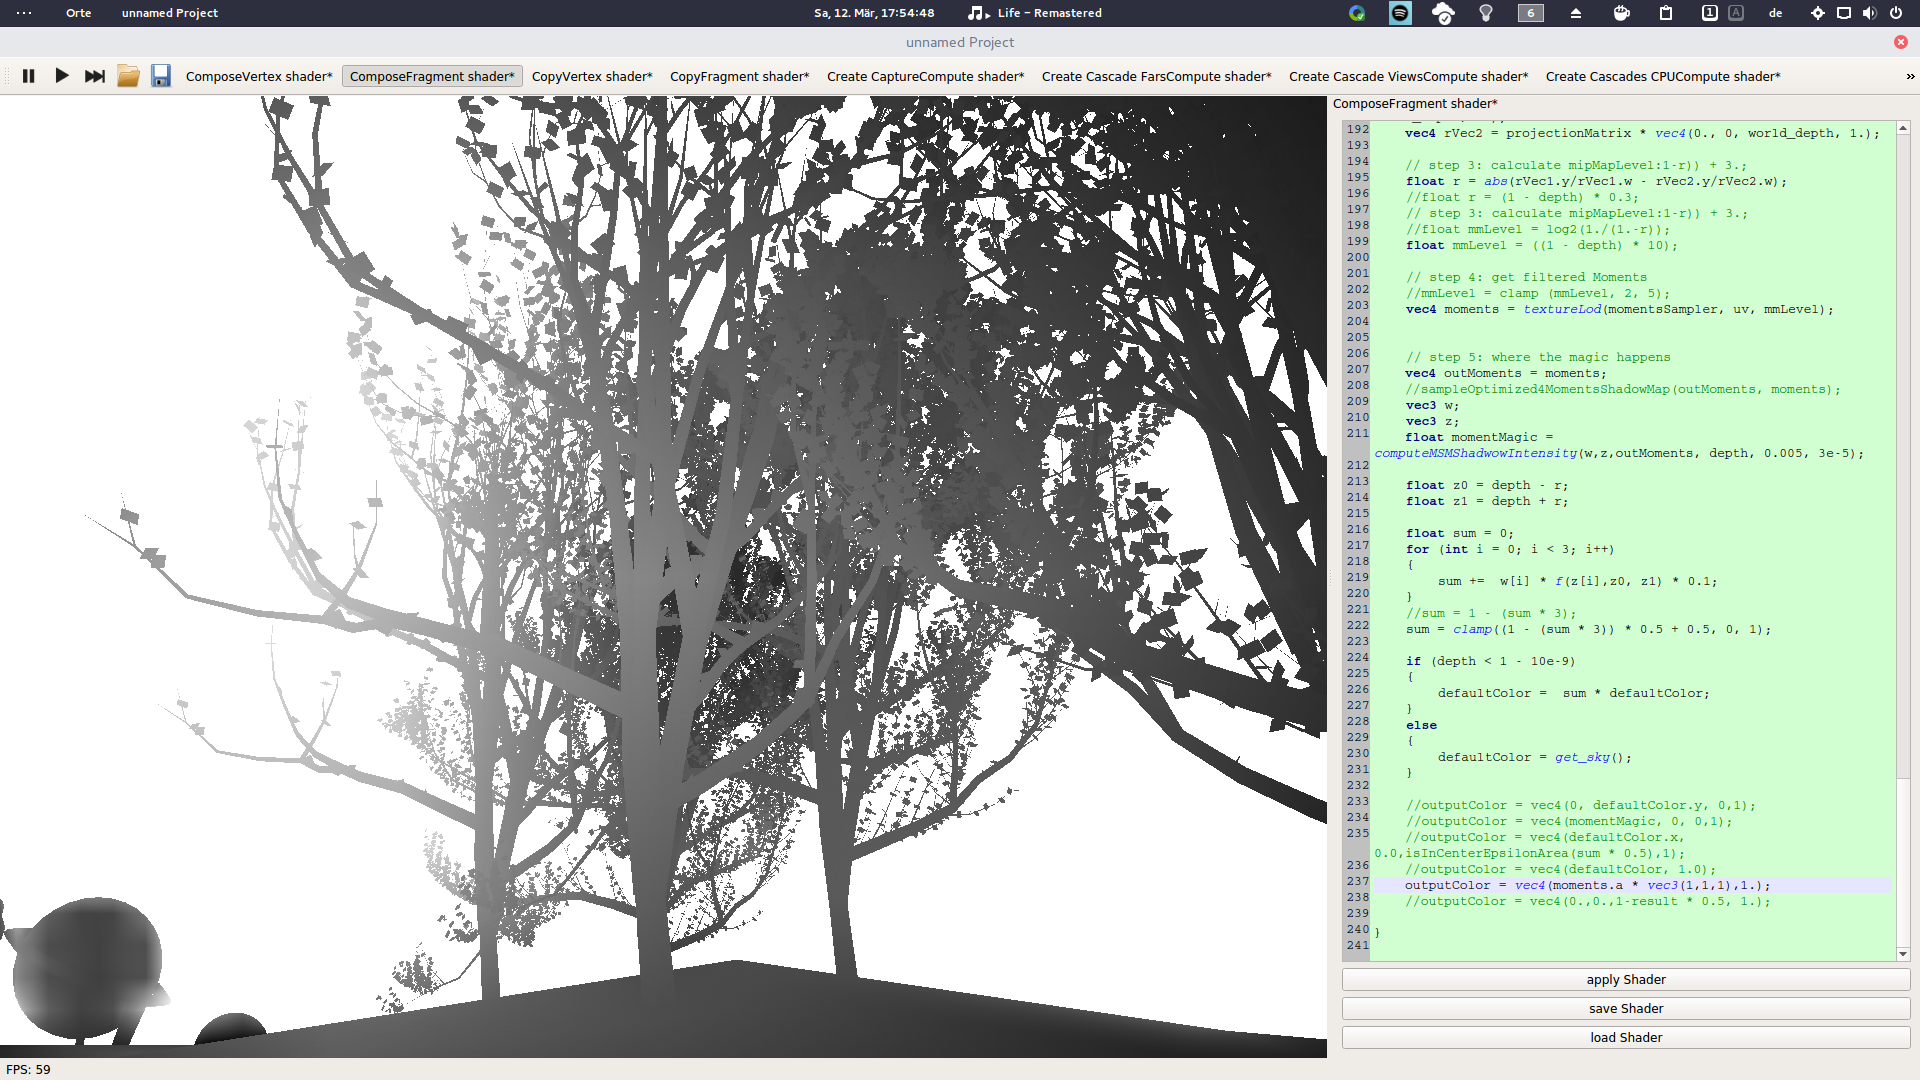 Orte
unnamed Project
Sa, 12. Mär, 17:54:48
Life – Remastered
6
1
A
de
unnamed Project
ComposeVertex shader*
ComposeFragment shader*
CopyVertex shader*
CopyFragment shader*
Create CaptureCompute shader*
Create Cascade FarsCompute shader*
Create Cascade ViewsCompute shader*
Create Cascades CPUCompute shader*
»
ComposeFragment shader*
192 vec4 rVec2 = projectionMatrix * vec4(0., 0, world_depth, 1.);
193
194 // step 3: calculate mipMapLevel:1-r)) + 3.;
195 float r = abs(rVec1.y/rVec1.w - rVec2.y/rVec2.w);
196 //float r = (1 - depth) * 0.3;
197 // step 3: calculate mipMapLevel:1-r)) + 3.;
198 //float mmLevel = log2(1./(1.-r));
199 float mmLevel = ((1 - depth) * 10);
200
201 // step 4: get filtered Moments
202 //mmLevel = clamp (mmLevel, 2, 5);
203 vec4 moments = textureLod(momentsSampler, uv, mmLevel);
204
205
206 // step 5: where the magic happens
207 vec4 outMoments = moments;
208 //sampleOptimized4MomentsShadowMap(outMoments, moments);
209 vec3 w;
210 vec3 z;
211 float momentMagic =
computeMSMShadwowIntensity(w,z,outMoments, depth, 0.005, 3e-5);
212
213 float z0 = depth - r;
214 float z1 = depth + r;
215
216 float sum = 0;
217 for (int i = 0; i < 3; i++)
218 {
219 sum +=  w[i] * f(z[i],z0, z1) * 0.1;
220 }
221 //sum = 1 - (sum * 3);
222 sum = clamp((1 - (sum * 3)) * 0.5 + 0.5, 0, 1);
223
224 if (depth < 1 - 10e-9)
225 {
226 defaultColor =  sum * defaultColor;
227 }
228 else
229 {
230 defaultColor = get_sky();
231 }
232
233 //outputColor = vec4(0, defaultColor.y, 0,1);
234 //outputColor = vec4(momentMagic, 0, 0,1);
235 //outputColor = vec4(defaultColor.x,
0.0,isInCenterEpsilonArea(sum * 0.5),1);
236 //outputColor = vec4(defaultColor, 1.0);
237 outputColor = vec4(moments.a * vec3(1,1,1),1.);
238 //outputColor = vec4(0.,0.,1-result * 0.5, 1.);
239
240 }
241
apply Shader
save Shader
load Shader
FPS: 59